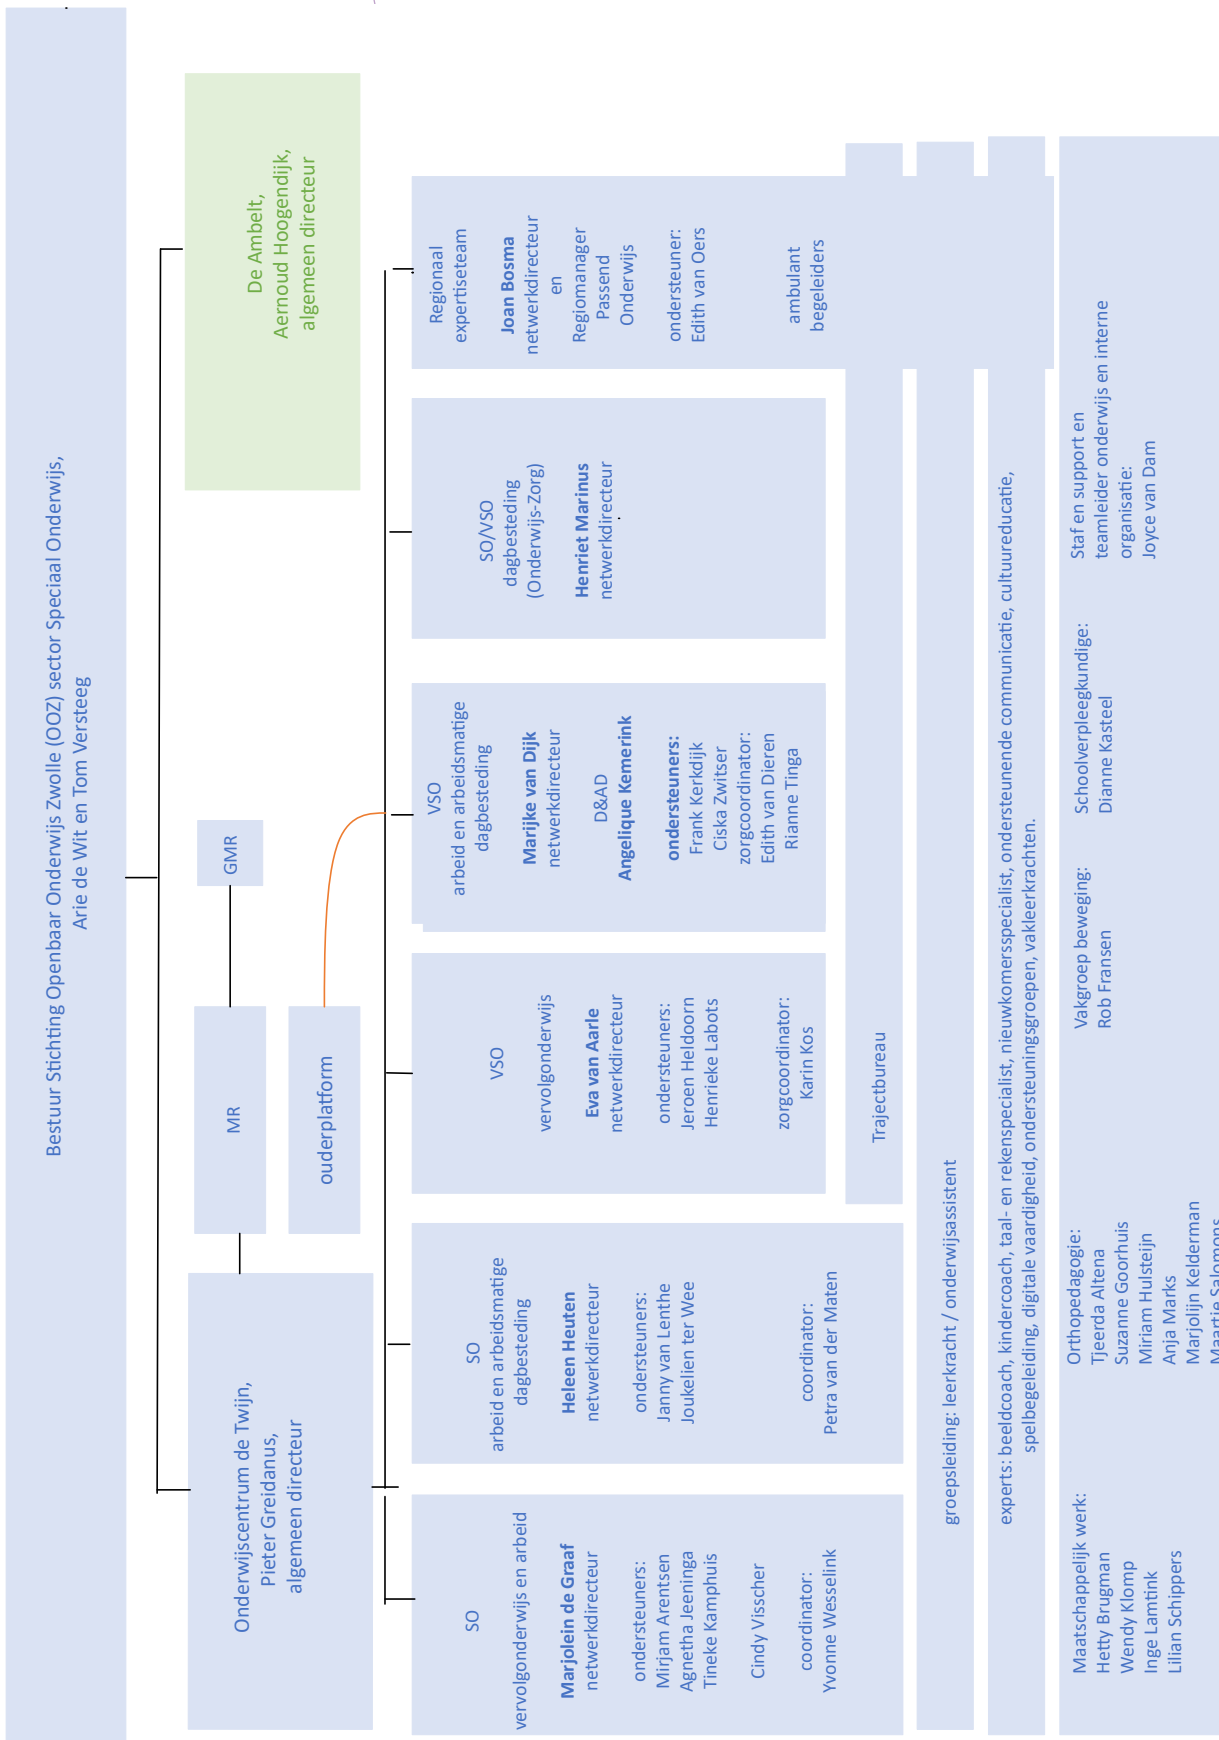 Bestuur Stichting Openbaar Onderwijs Zwolle (OOZ) sector Speciaal Onderwijs,
Arie de Wit en Tom Versteeg
Onderwijscentrum de Twijn,
Pieter Greidanus,
algemeen directeur
MR
GMR
ouderplatform
De Ambelt,
Aernoud Hoogendijk,
algemeen directeur
SO
vervolgonderwijs en arbeid
Marjolein de Graaf
netwerkdirecteur
ondersteuners:
Mirjam Arentsen
Agnetha Jeeninga
Tineke Kamphuis
Cindy Visscher
coordinator:
Yvonne Wesselink
SO
arbeid en arbeidsmatige
dagbesteding
Heleen Heuten
netwerkdirecteur
ondersteuners:
Janny van Lenthe
Joukelien ter Wee
coordinator:
Petra van der Maten
VSO
vervolgonderwijs
Eva van Aarle
netwerkdirecteur
ondersteuners:
Jeroen Heldoorn
Henrieke Labots
zorgcoordinator:
Karin Kos
VSO
arbeid en arbeidsmatige
dagbesteding
Marijke van Dijk
netwerkdirecteur
D&AD
Angelique Kemerink
ondersteuners:
Frank Kerkdijk
Ciska Zwitser
zorgcoordinator:
Edith van Dieren
Rianne Tinga
SO/VSO
dagbesteding
(Onderwijs-Zorg)
Henriet Marinus
netwerkdirecteur
Regionaal
expertiseteam
Joan Bosma
netwerkdirecteur
en
Regiomanager
Passend
Onderwijs
ondersteuner:
Edith van Oers
ambulant
begeleiders
Trajectbureau
groepsleiding: leerkracht / onderwijsassistent
experts: beeldcoach, kindercoach, taal- en rekenspecialist, nieuwkomersspecialist, ondersteunende communicatie, cultuureducatie,
spelbegeleiding, digitale vaardigheid, ondersteuningsgroepen, vakleerkrachten.
Maatschappelijk werk:
Hetty Brugman
Wendy Klomp
Inge Lamtink
Lilian Schippers
Orthopedagogie:
Tjeerda Altena
Suzanne Goorhuis
Miriam Hulsteijn
Anja Marks
Marjolijn Kelderman
Maartje Salomons
Vakgroep beweging:
Rob Fransen
Schoolverpleegkundige:
Dianne Kasteel
Staf en support en
teamleider onderwijs en interne
organisatie:
Joyce van Dam